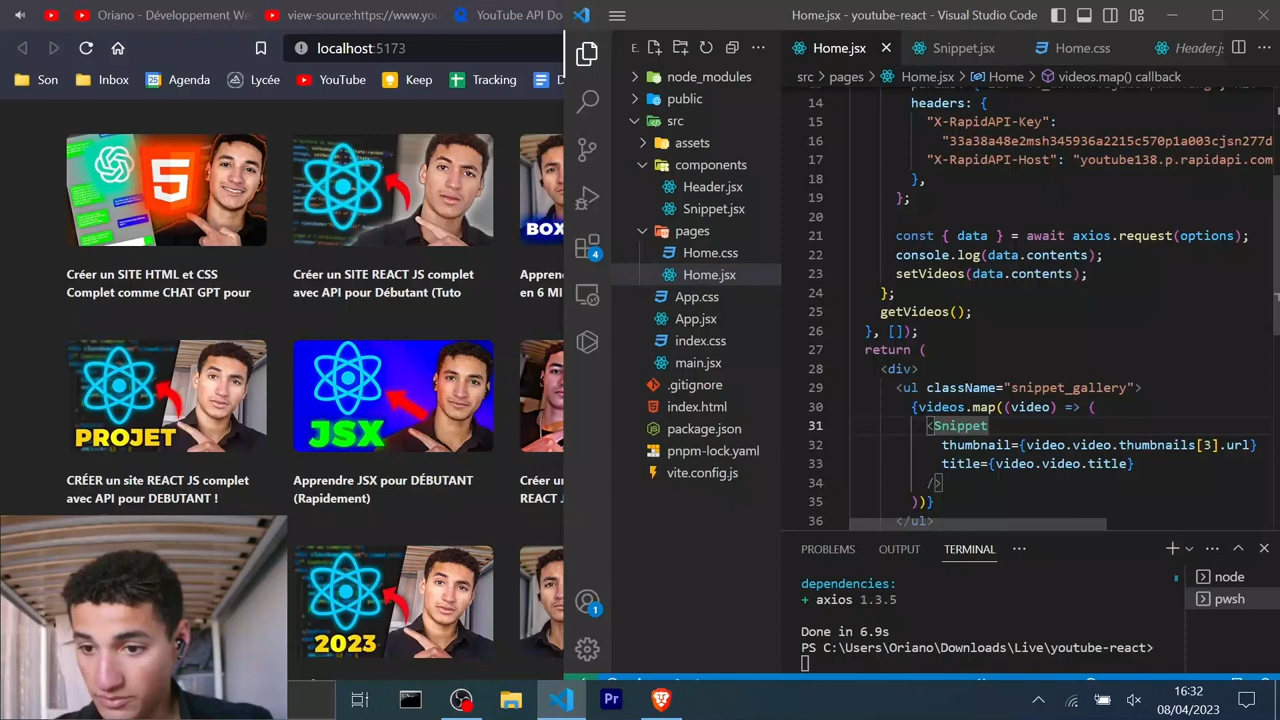 Oriano - Développement We
view-source:https://www.yo
YouTube API Do
localhost:5173
Son
Inbox
Agenda
Lycée
YouTube
Keep
Tracking
D
BOX
Créer un SITE HTML et CSS
Complet comme CHAT GPT pour
Créer un SITE REACT JS complet
avec API pour Débutant (Tuto
Appren
en 6 MI
PROJET
JSX
CRÉER un site REACT JS complet
avec API pour DEBUTANT !
Apprendre JSX pour DÉBUTANT
(Rapidement)
Créer un
REACT J
2023
Home.jsx - youtube-react - Visual Studio Code
E.
Home.jsx
Snippet.jsx
Home.css
Header.js
src > pages > Home.jsx > Home > videos.map() callback
node_modules
public
src
assets
components
Header.jsx
Snippet.jsx
pages
Home.css
Home.jsx
App.css
App.jsx
index.css
main.jsx
.gitignore
index.html
package.json
pnpm-lock.yaml
vite.config.js
4
1
14 headers: {
15 "X-RapidAPI-Key":
16 "33a38a48e2msh345936a2215c5706p1a003cjsn277d
17 "X-RapidAPI-Host": "youtube138.p.rapidapi.com
18 },
19 };
20
21 const { data } = await axios.request(options);
22 console.log(data.contents);
23 setVideos(data.contents);
24 };
25 getVideos();
26 }, []);
27 return (
28 <div>
29 <ul className="snippet_gallery">
30 {videos.map((video) => (
31 <Snippet
32 thumbnail={video.video.thumbnails[3].url}
33 title={video.video.title}
34 />
35 ))}
36 </ul>
PROBLEMS
OUTPUT
TERMINAL
dependencies:
+ axios 1.3.5
Done in 6.9s
PS C:\Users\Oriano\Downloads\Live\youtube-react>
node
pwsh
Pr
16:32
08/04/2023